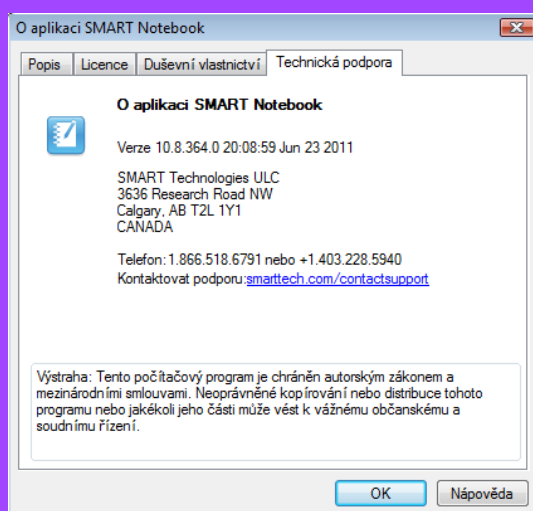 O aplikaci SMART Notebook
Popis Licence Duševní vlastnictví Technická podpora
O aplikaci SMART Notebook
Verze 10.8.364.0 20:08:59 Jun 23 2011
SMART Technologies ULC
3636 Research Road NW
Calgary, AB T2L 1Y1
CANADA
Telefon: 1.866.518.6791 nebo +1.403.228.5940
Kontaktovat podporu:smarttech.com/contactsupport
Výstraha: Tento počítačový program je chráněn autorským zákonem a
mezinárodními smlouvami. Neoprávněné kopírování nebo distribuce tohoto
programu nebo jakékoli jeho části může vést k vážnému občanskému a
soudnímu řízení.
OK Nápověda